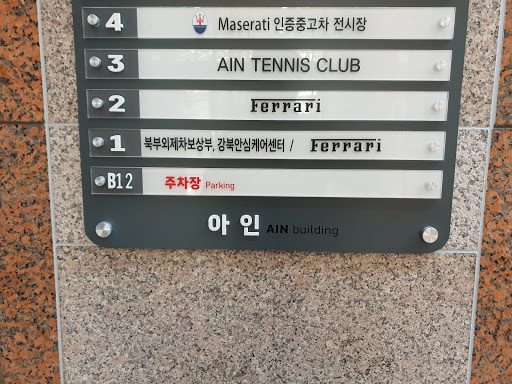 4 Maserati 인증중고차 전시장
3 AIN TENNIS CLUB
2 Ferrari
1 북부외제차보상부, 강북안심케어센터 / Ferrari
B12 주차장 Parking
아인 AIN building